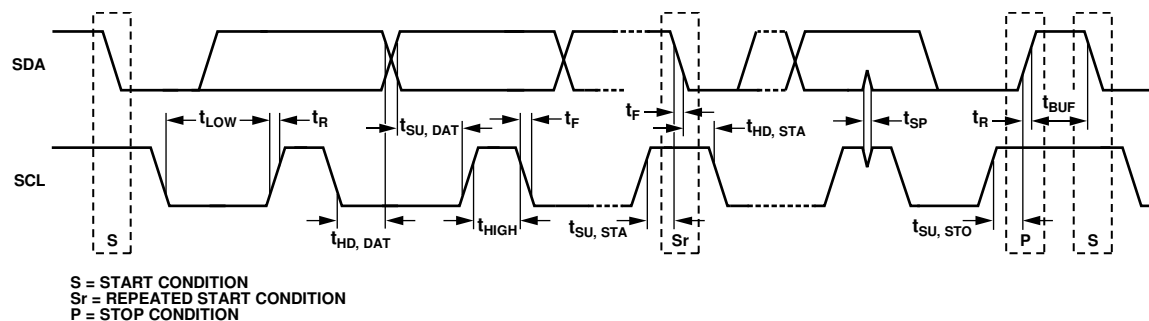 SDA
tLOW
tR
tSU, DAT
tF
tF
tHD, STA
tSP
tR
tBUF
SCL
S
tHD, DAT
tHIGH
tSU, STA
Sr
tSU, STO
P
S
S = START CONDITION
Sr = REPEATED START CONDITION
P = STOP CONDITION